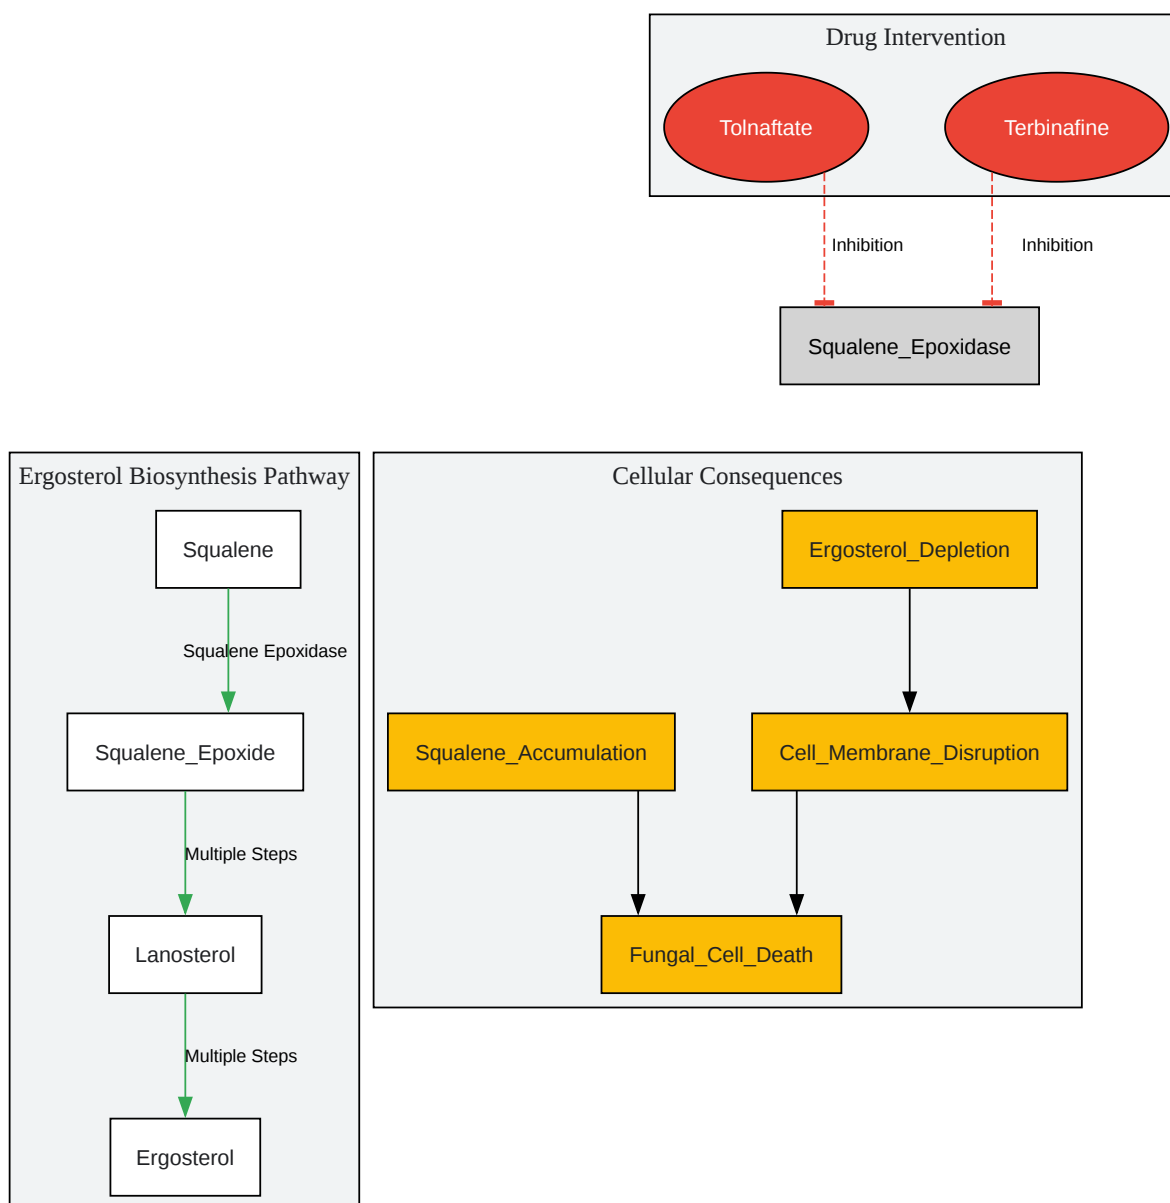 Drug Intervention
Tolnaftate
Terbinafine
Inhibition
Inhibition
Squalene_Epoxidase
Ergosterol Biosynthesis Pathway
Squalene
Squalene Epoxidase
Squalene_Epoxide
Multiple Steps
Lanosterol
Multiple Steps
Ergosterol
Cellular Consequences
Ergosterol_Depletion
Squalene_Accumulation
Cell_Membrane_Disruption
Fungal_Cell_Death